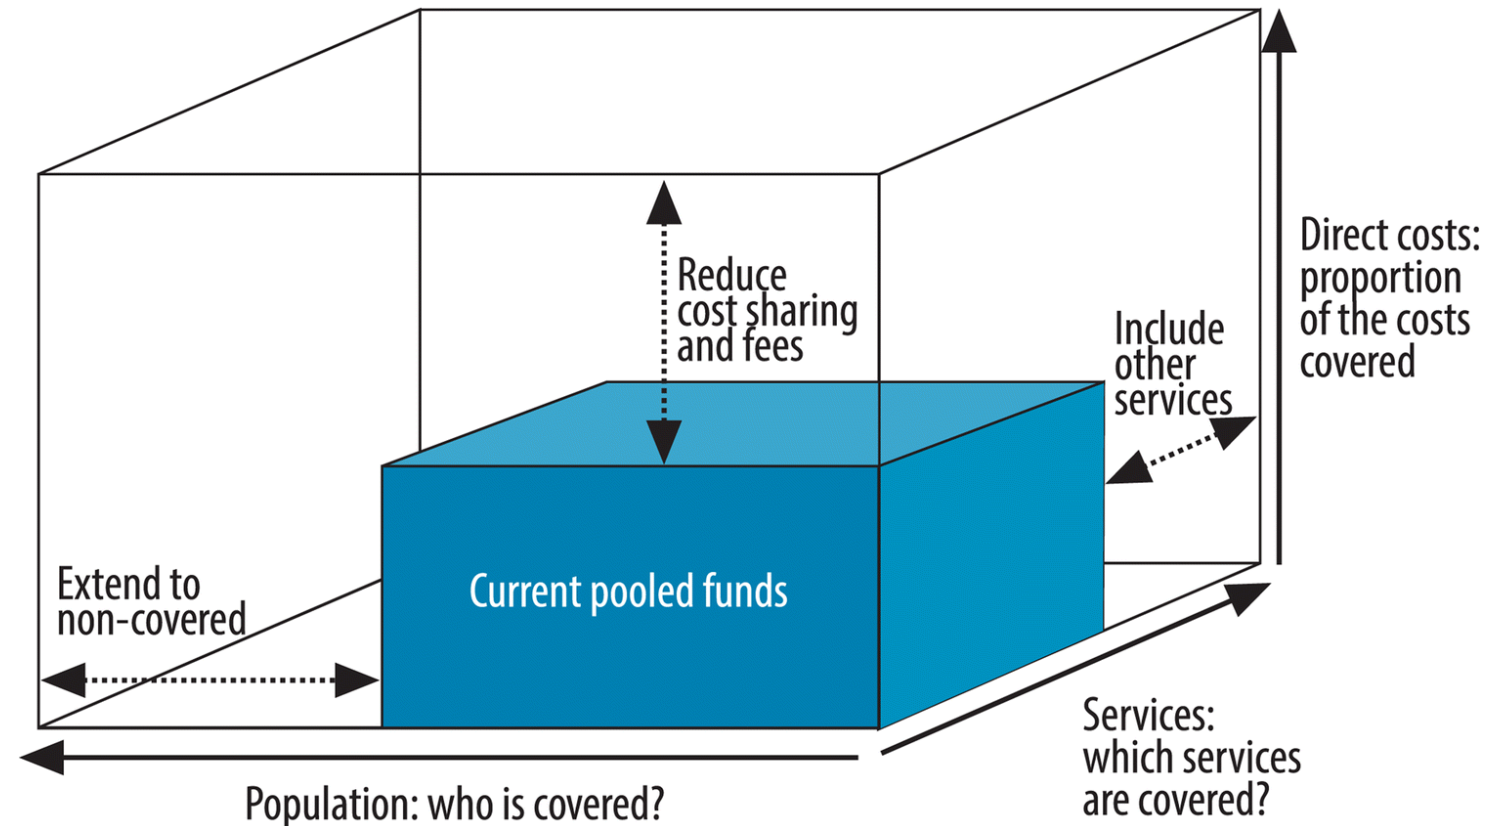 Direct costs:
proportion
of the costs
covered
Reduce
cost sharing
and fees
Include
other
services
Extend to
non-covered
Current pooled funds
Services:
which services
are covered?
Population: who is covered?